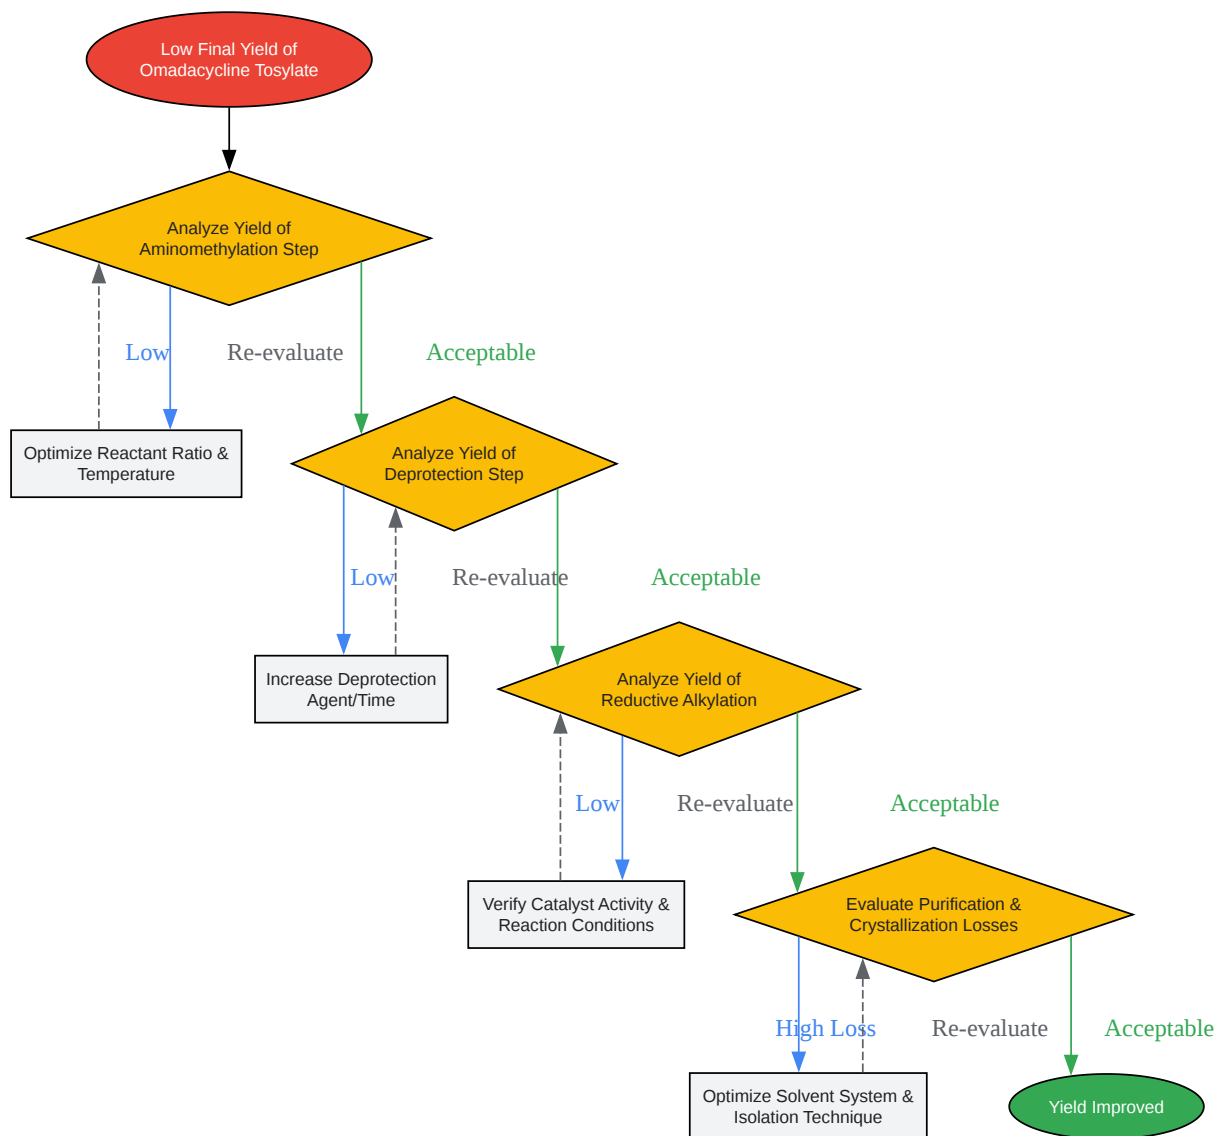 Low Final Yield of
Omadacycline Tosylate
Analyze Yield of
Aminomethylation Step
Low
Re-evaluate
Acceptable
Optimize Reactant Ratio &
Temperature
Analyze Yield of
Deprotection Step
Low
Re-evaluate
Acceptable
Increase Deprotection
Agent/Time
Analyze Yield of
Reductive Alkylation
Low
Re-evaluate
Acceptable
Verify Catalyst Activity &
Reaction Conditions
Evaluate Purification &
Crystallization Losses
High Loss
Re-evaluate
Acceptable
Optimize Solvent System &
Isolation Technique
Yield Improved